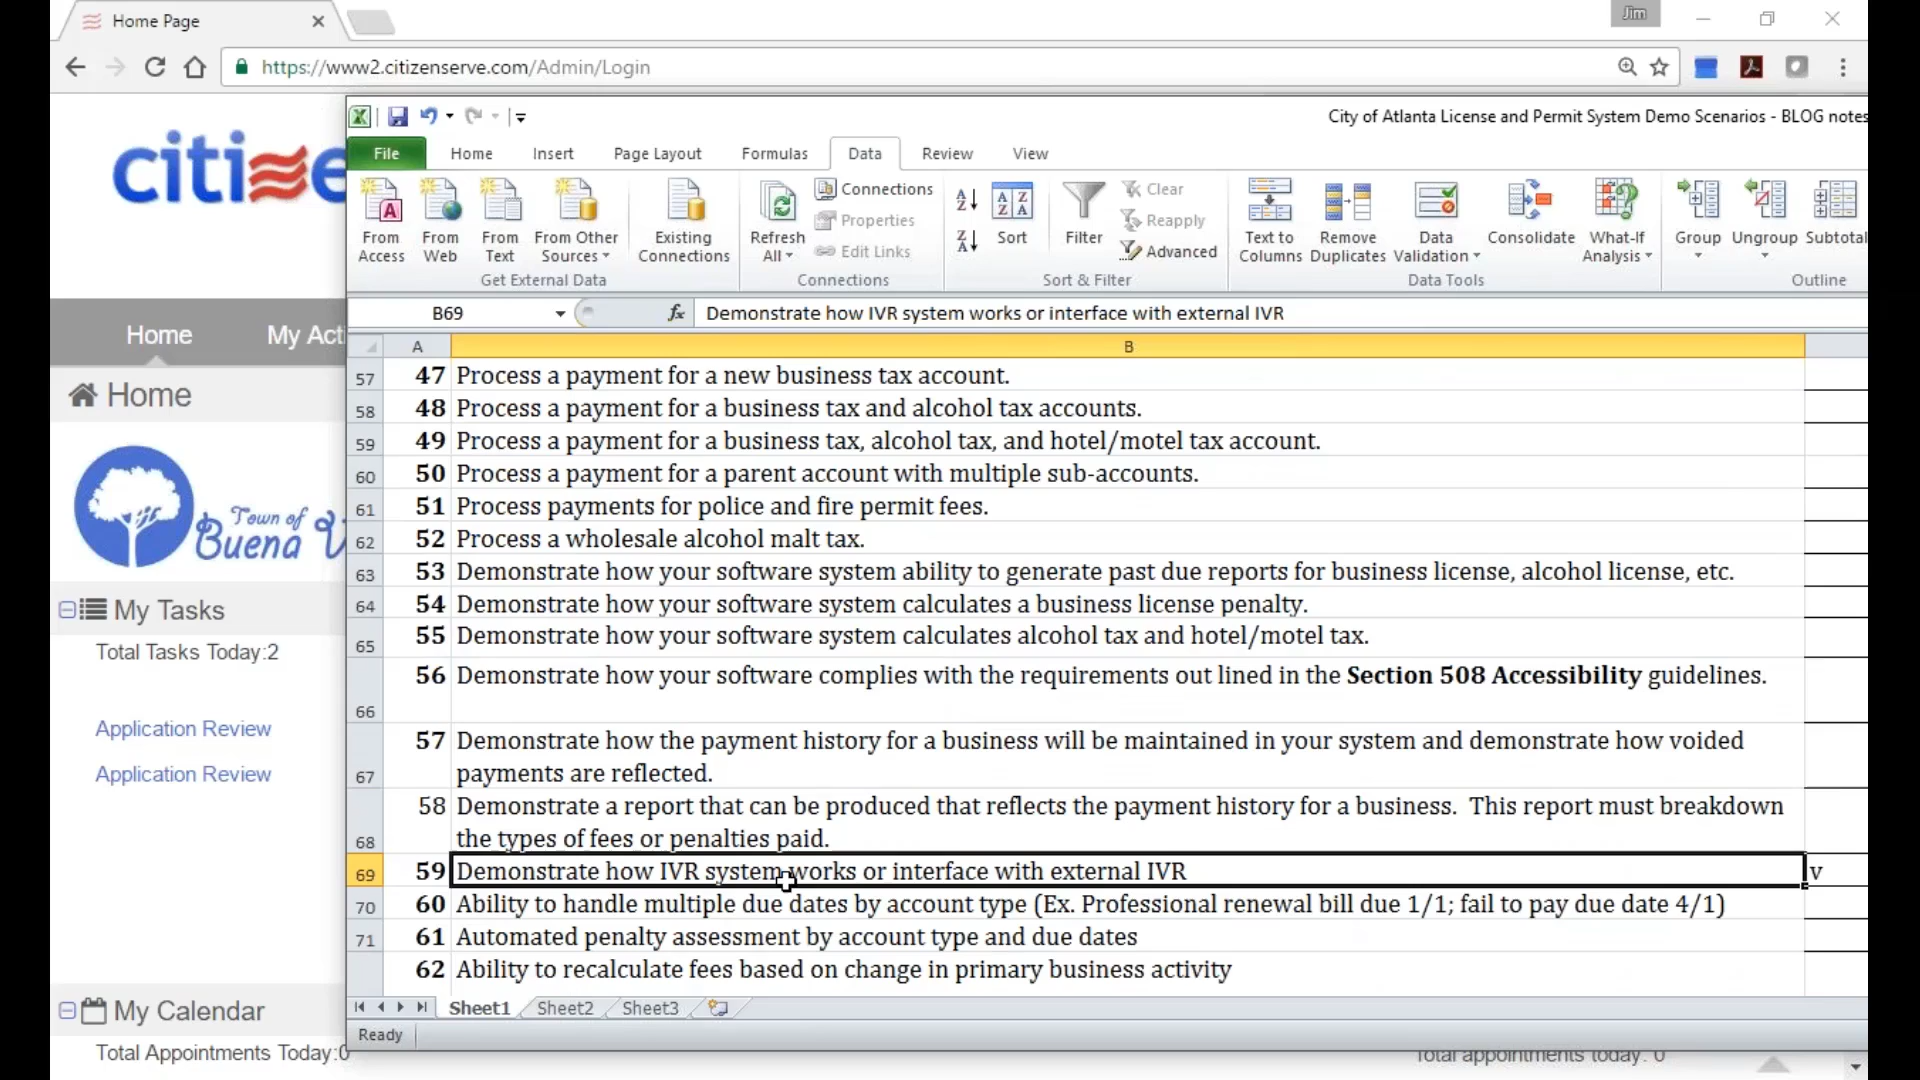 Home Page
Jim
https://www2.citizenserve.com/Admin/Login
citi
City of Atlanta License and Permit System Demo Scenarios - BLOG notes
File Home Insert Page Layout Formulas Data Review View
From Access
From Web
From Text
From Other Sources
Existing Connections
Refresh All
Connections
Properties
Edit Links
Sort
Filter
Clear
Reapply
Advanced
Text to Columns
Remove Duplicates
Data Validation
Consolidate
What-If Analysis
Group
Ungroup
Subtotal
Get External Data
Connections
Sort & Filter
Data Tools
Outline
B69 fx Demonstrate how IVR system works or interface with external IVR
A B
57 47 Process a payment for a new business tax account.
58 48 Process a payment for a business tax and alcohol tax accounts.
59 49 Process a payment for a business tax, alcohol tax, and hotel/motel tax account.
60 50 Process a payment for a parent account with multiple sub-accounts.
61 51 Process payments for police and fire permit fees.
62 52 Process a wholesale alcohol malt tax.
63 53 Demonstrate how your software system ability to generate past due reports for business license, alcohol license, etc.
64 54 Demonstrate how your software system calculates a business license penalty.
65 55 Demonstrate how your software system calculates alcohol tax and hotel/motel tax.
66 56 Demonstrate how your software complies with the requirements out lined in the Section 508 Accessibility guidelines.
67 57 Demonstrate how the payment history for a business will be maintained in your system and demonstrate how voided
payments are reflected.
68 58 Demonstrate a report that can be produced that reflects the payment history for a business. This report must breakdown
the types of fees or penalties paid.
69 59 Demonstrate how IVR system works or interface with external IVR v
70 60 Ability to handle multiple due dates by account type (Ex. Professional renewal bill due 1/1; fail to pay due date 4/1)
71 61 Automated penalty assessment by account type and due dates
62 Ability to recalculate fees based on change in primary business activity
Sheet1 Sheet2 Sheet3
Ready
Home My Acti
Home
Town of
Buena V
My Tasks
Total Tasks Today:2
Application Review
Application Review
My Calendar
Total Appointments Today:0
Total appointments today: 0